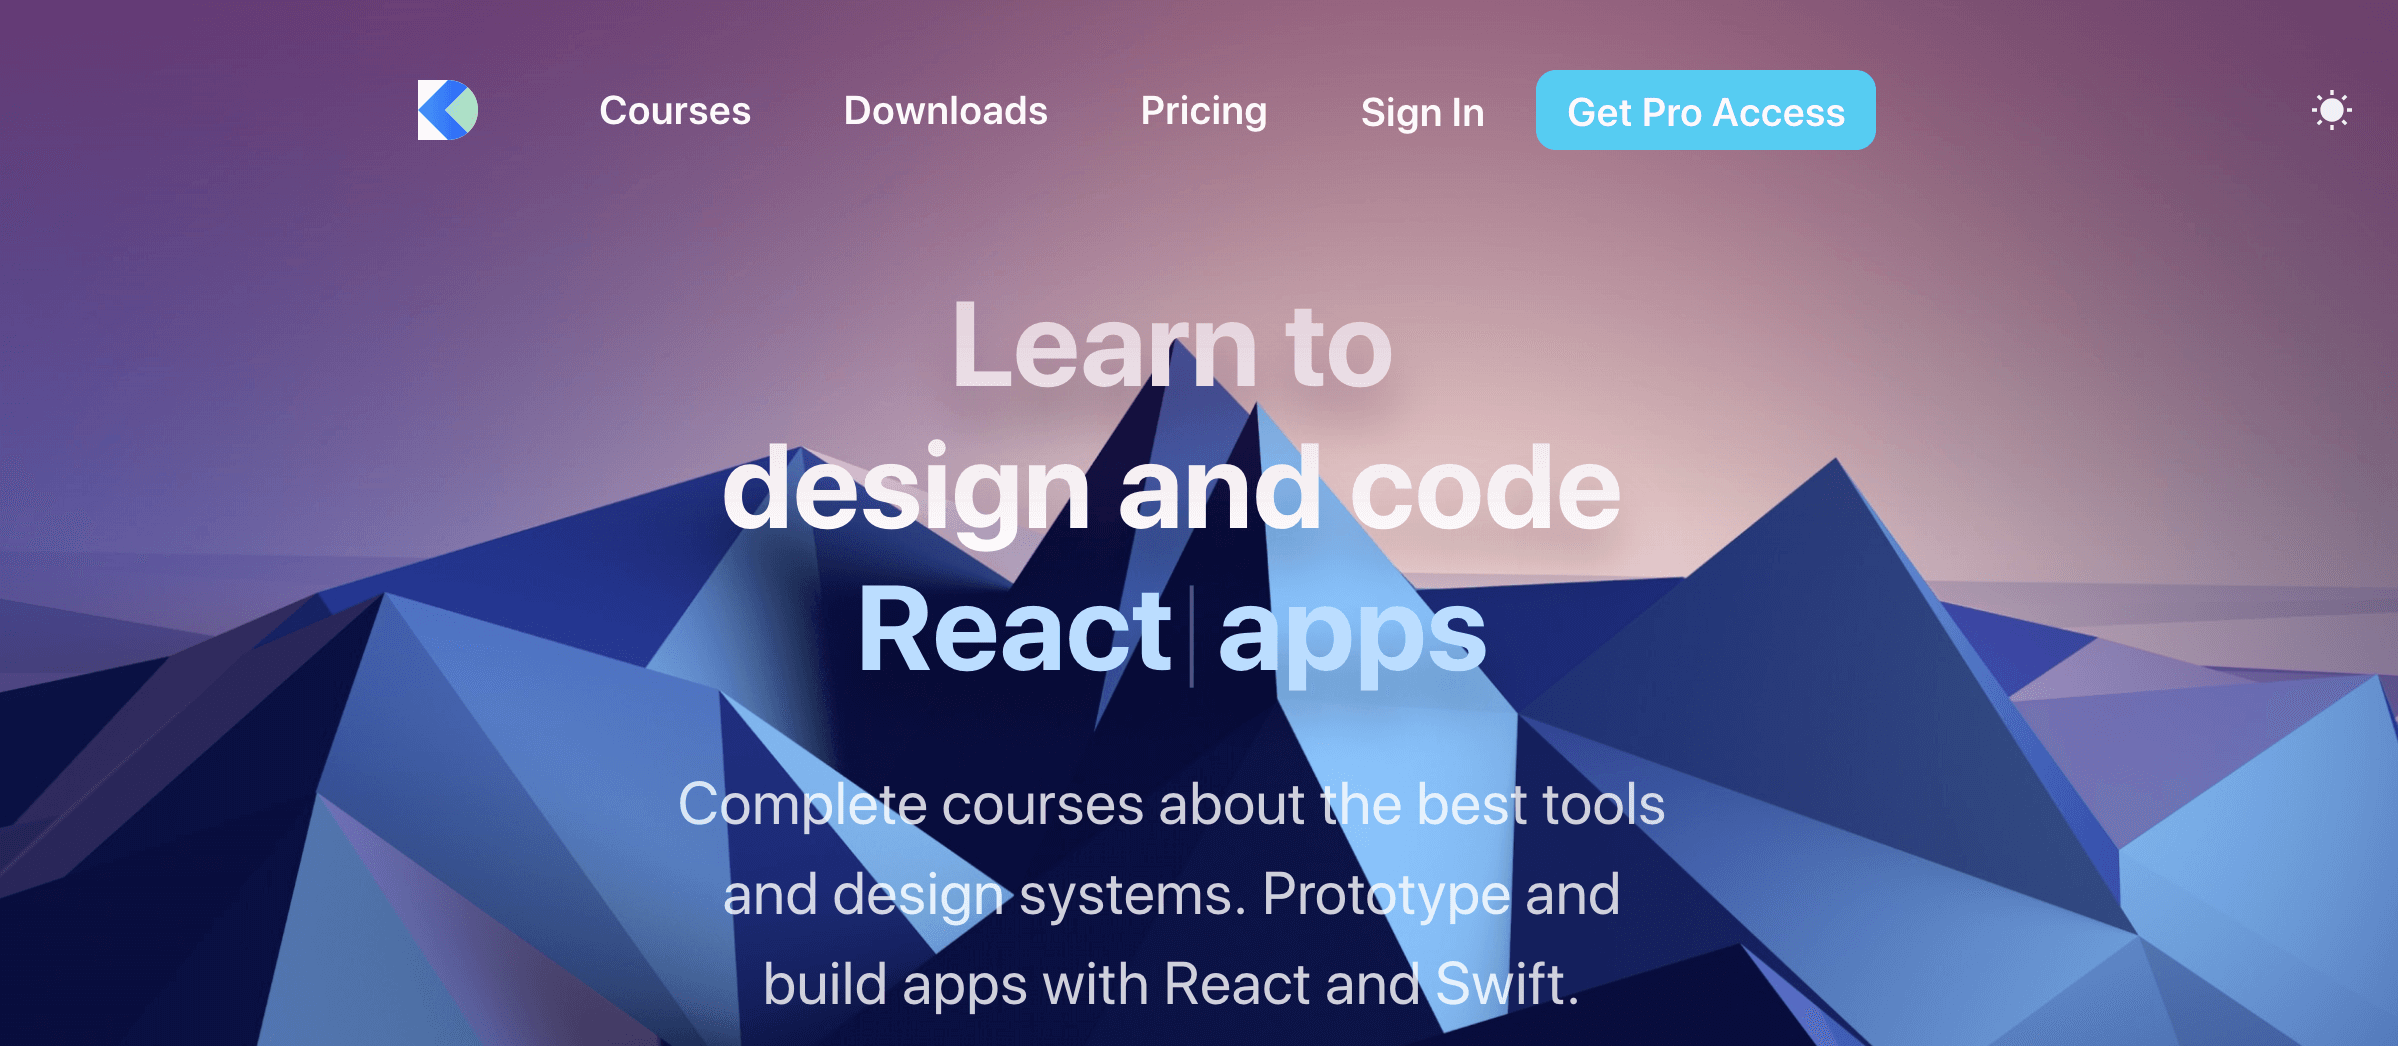 Courses Downloads Pricing Sign In Get Pro Access
Learn to
design and code
React apps
Complete courses about the best tools
and design systems. Prototype and
build apps with React and Swift.